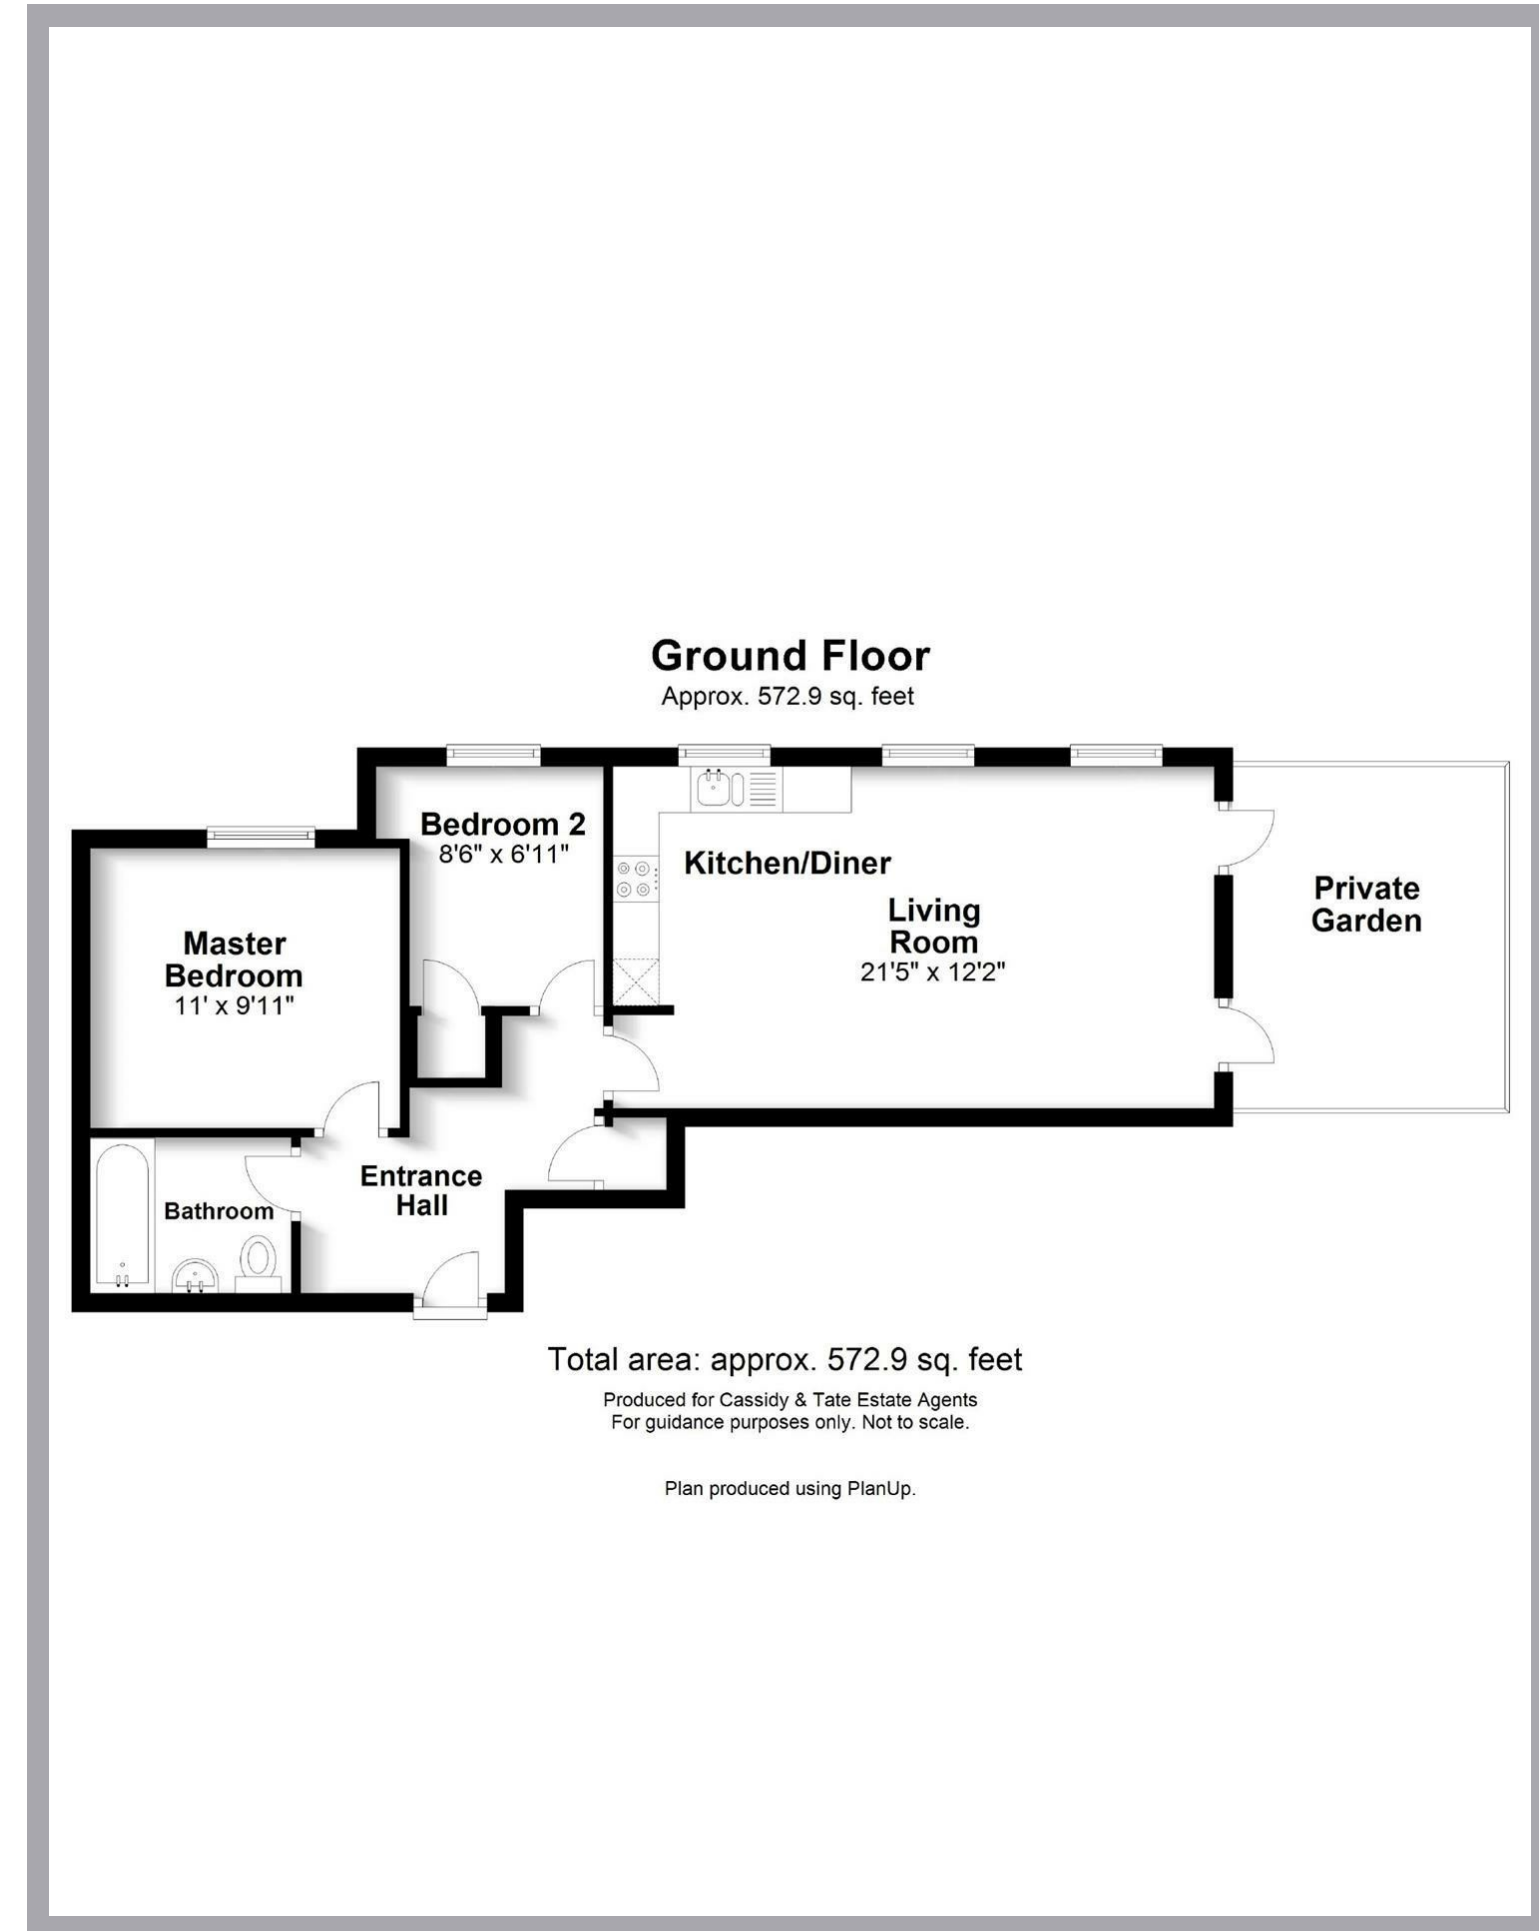 Ground Floor
Approx. 572.9 sq. feet
Bedroom 2
8'6" x 6'11"
Kitchen/Diner
Living
Room
21'5" x 12'2"
Private
Garden
Master
Bedroom
11' x 9'11"
Entrance
Hall
Bathroom
Total area: approx. 572.9 sq. feet
Produced for Cassidy & Tate Estate Agents
For guidance purposes only. Not to scale.
Plan produced using PlanUp.